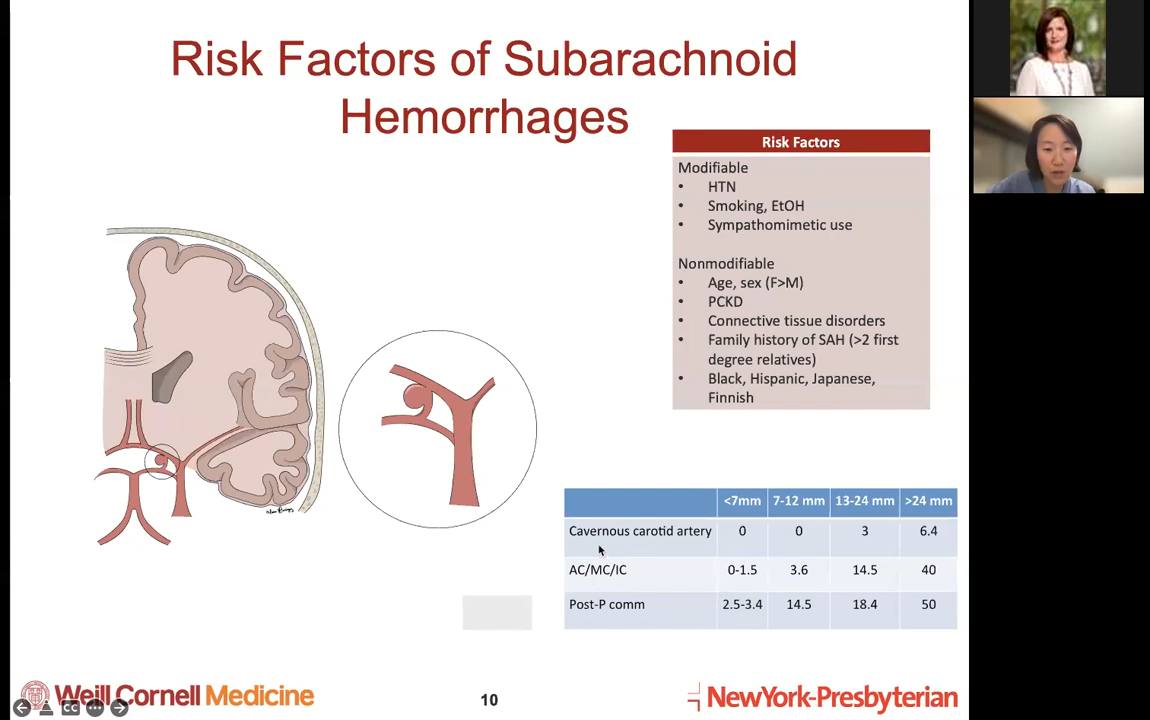 Risk Factors of Subarachnoid
Hemorrhages
Risk Factors
Modifiable
• HTN
• Smoking, EtOH
• Sympathomimetic use
Nonmodifiable
• Age, sex (F>M)
• PCKD
• Connective tissue disorders
• Family history of SAH (>2 first
degree relatives)
• Black, Hispanic, Japanese,
Finnish
<7mm 7-12 mm 13-24 mm >24 mm
Cavernous carotid artery 0 0 3 6.4
AC/MC/IC 0-1.5 3.6 14.5 40
Post-P comm 2.5-3.4 14.5 18.4 50
Weill Cornell Medicine
10
NewYork-Presbyterian
CC